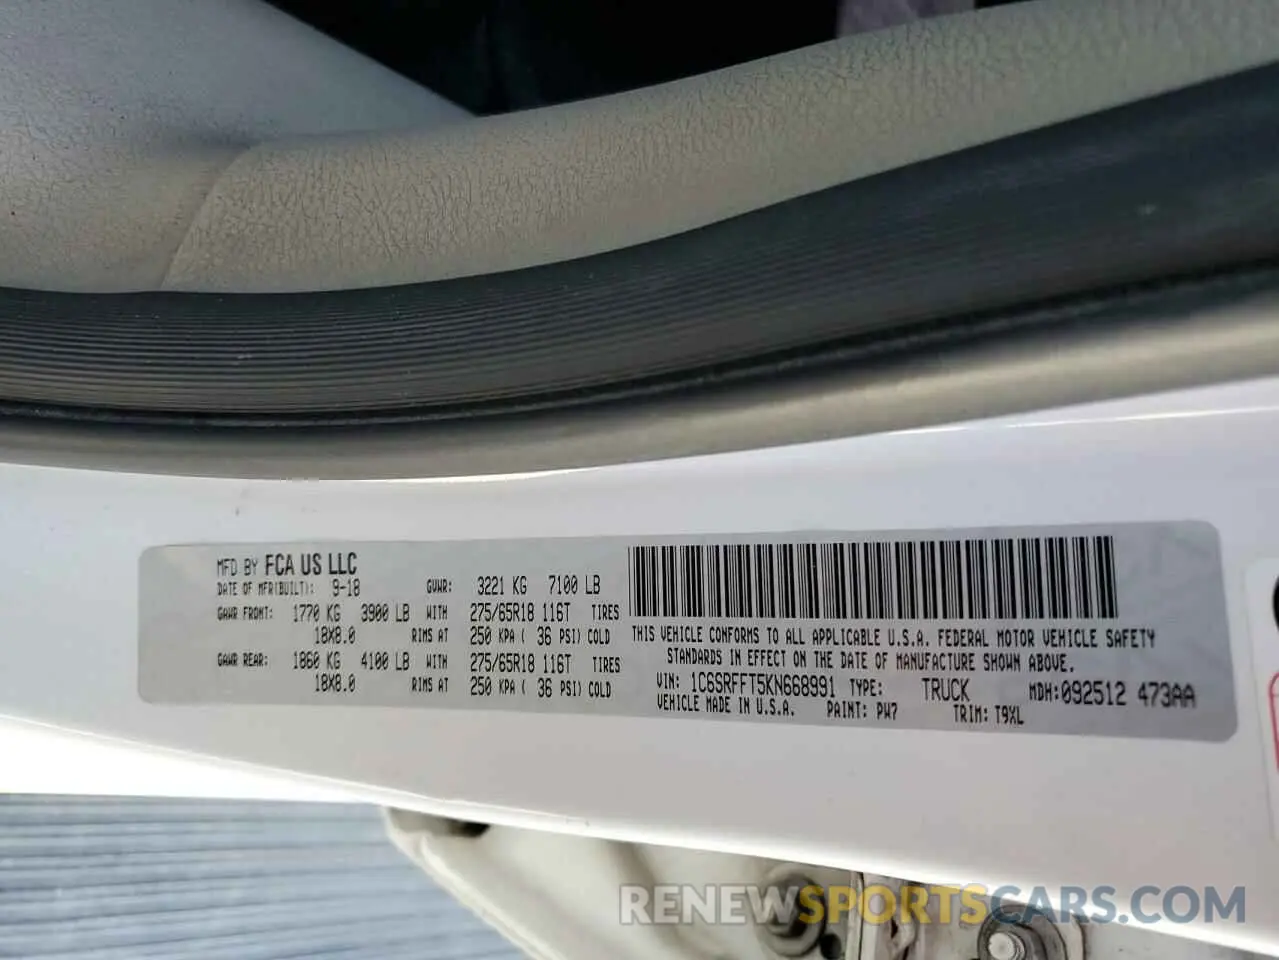 MFD BY FCA US LLC
DATE OF MFR(BUILT): 9-18 GVWR: 3221 KG 7100 LB
GAWR FRONT: 1770 KG 3900 LB WITH 275/65R18 116T TIRES
18X8.0 RIMS AT 250 KPA ( 36 PSI) COLD
GAWR REAR: 1860 KG 4100 LB WITH 275/65R18 116T TIRES
18X8.0 RIMS AT 250 KPA ( 36 PSI) COLD
THIS VEHICLE CONFORMS TO ALL APPLICABLE U.S.A. FEDERAL MOTOR VEHICLE SAFETY
STANDARDS IN EFFECT ON THE DATE OF MANUFACTURE SHOWN ABOVE.
VIN: 1C6SRFFT5KN668991 TYPE: TRUCK MDH:092512 473AA
VEHICLE MADE IN U.S.A. PAINT: PW7 TRIM: T9XL
RENEWSPORTSCARS.COM